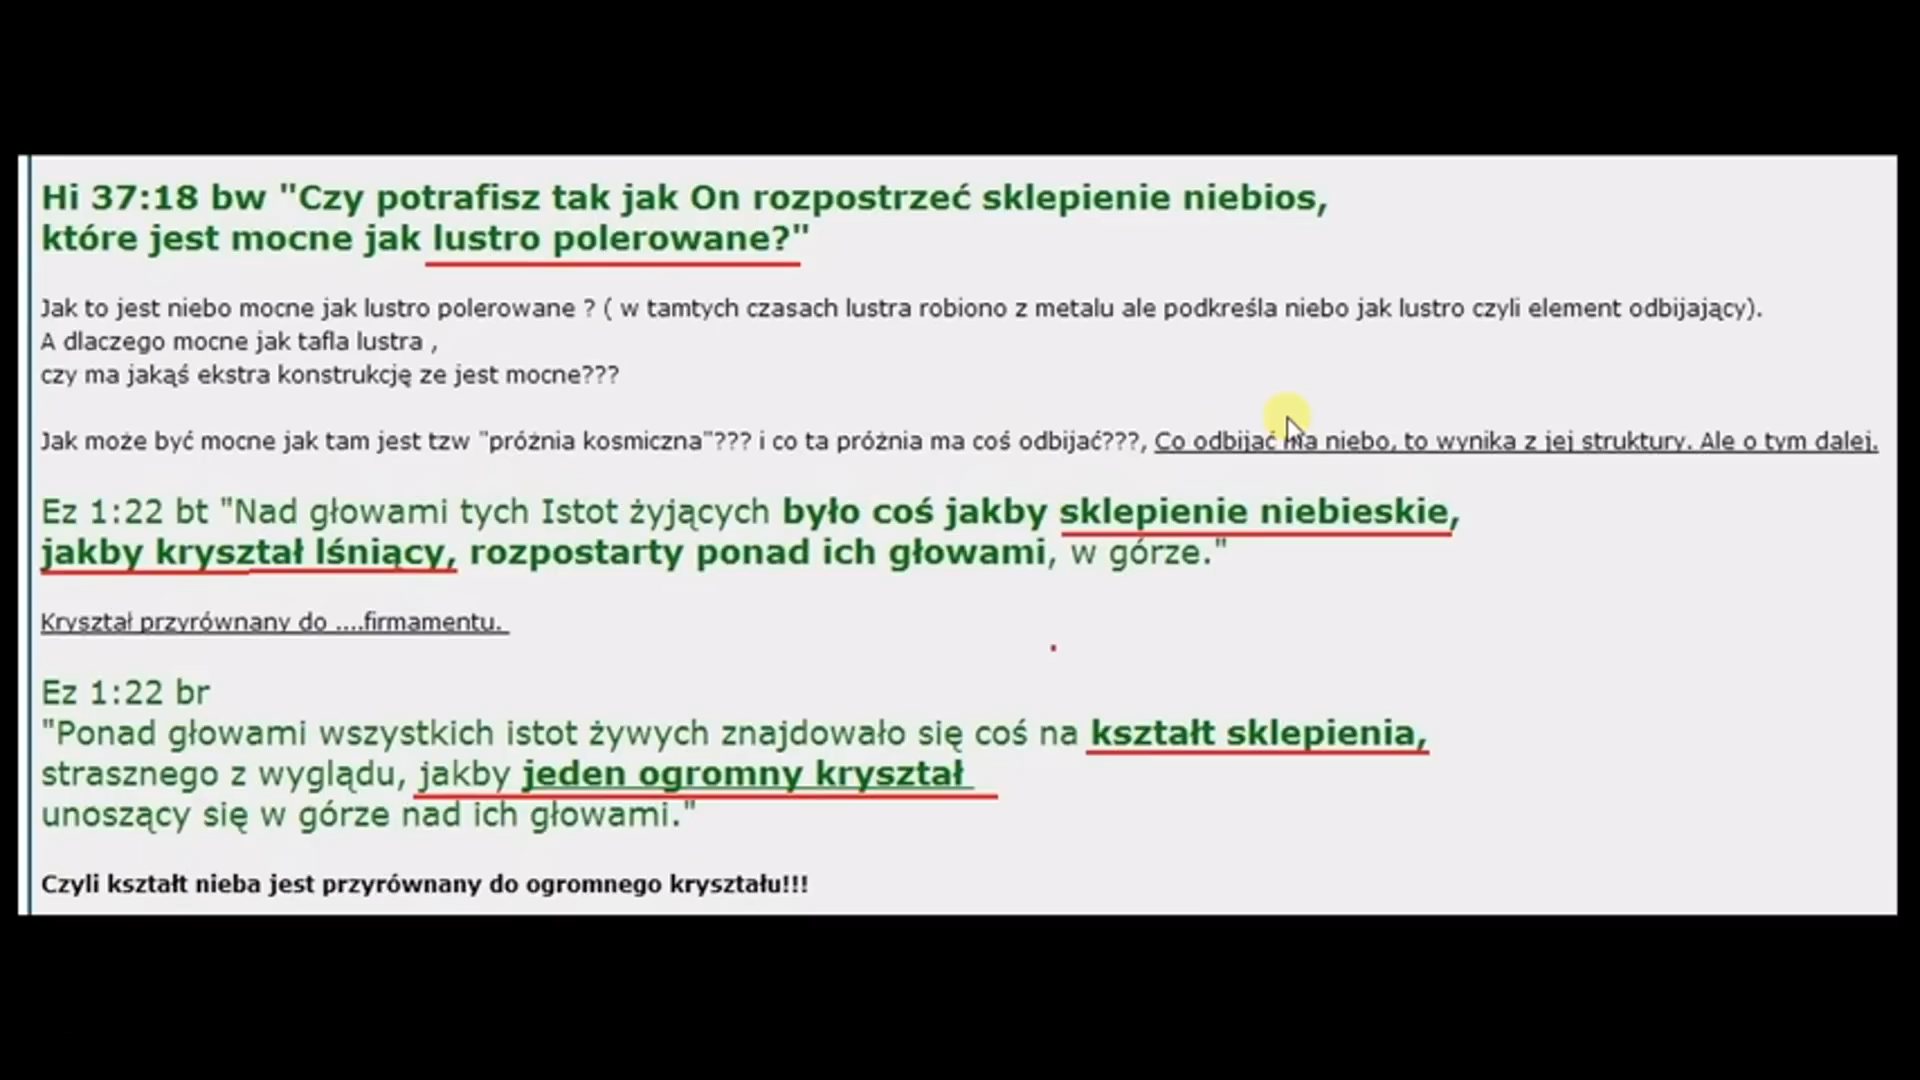 Hi 37:18 bw "Czy potrafisz tak jak On rozpostrzeć sklepienie niebios,
które jest mocne jak lustro polerowane?"
Jak to jest niebo mocne jak lustro polerowane ? ( w tamtych czasach lustra robiono z metalu ale podkreśla niebo jak lustro czyli element odbijający).
A dlaczego mocne jak tafla lustra ,
czy ma jakąś ekstra konstrukcję ze jest mocne???
Jak może być mocne jak tam jest tzw "próżnia kosmiczna"??? i co ta próżnia ma coś odbijać???, Co odbijać ma niebo, to wynika z jej struktury. Ale o tym dalej.
Ez 1:22 bt "Nad głowami tych Istot żyjących było coś jakby sklepienie niebieskie,
jakby kryształ lśniący, rozpostarty ponad ich głowami, w górze."
Kryształ przyrównany do ....firmamentu.
Ez 1:22 br
"Ponad głowami wszystkich istot żywych znajdowało się coś na kształt sklepienia,
strasznego z wyglądu, jakby jeden ogromny kryształ
unoszący się w górze nad ich głowami."
Czyli kształt nieba jest przyrównany do ogromnego kryształu!!!